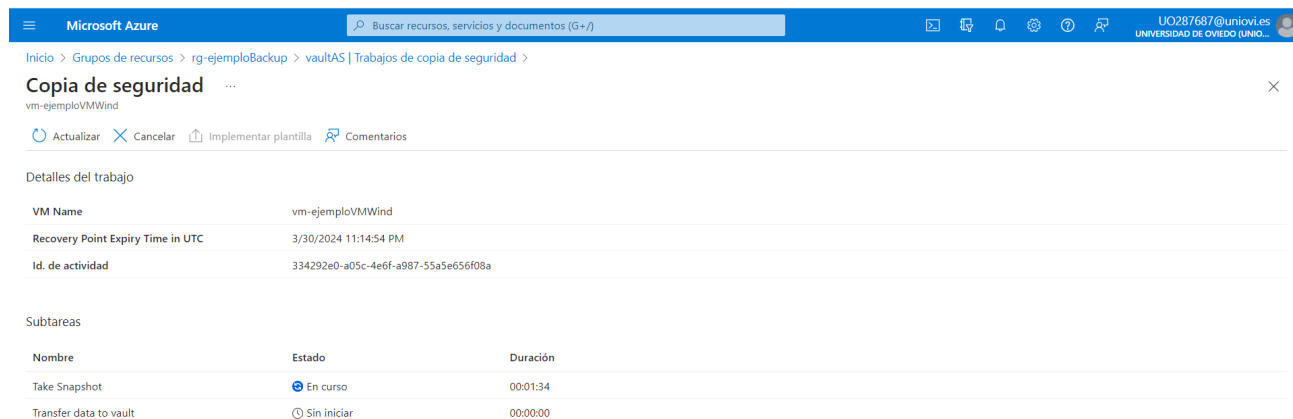 Microsoft Azure
Buscar recursos, servicios y documentos (G+/)
UO287687@uniovi.es
UNIVERSIDAD DE OVIEDO (UNIO...
Inicio > Grupos de recursos > rg-ejemploBackup > vaultAS | Trabajos de copia de seguridad >
Copia de seguridad ...
vm-ejemploVMWind
Actualizar Cancelar Implementar plantilla Comentarios
Detalles del trabajo
VM Name vm-ejemploVMWind
Recovery Point Expiry Time in UTC 3/30/2024 11:14:54 PM
Id. de actividad 334292e0-a05c-4e6f-a987-55a5e656f08a
Subtareas
Nombre Estado Duración
Take Snapshot En curso 00:01:34
Transfer data to vault Sin iniciar 00:00:00